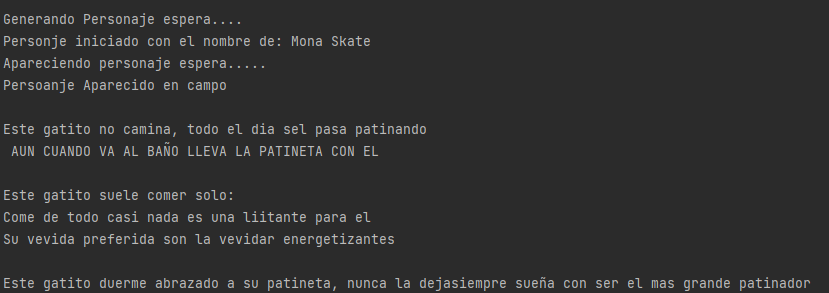 Generando Personaje espera....
Personje iniciado con el nombre de: Mona Skate
Apareciendo personaje espera.....
Persoanje Aparecido en campo
Este gatito no camina, todo el dia sel pasa patinando
AUN CUANDO VA AL BAÑO LLEVA LA PATINETA CON EL
Este gatito suele comer solo:
Come de todo casi nada es una liitante para el
Su vevida preferida son la vevidar energetizantes
Este gatito duerme abrazado a su patineta, nunca la dejasiempre sueña con ser el mas grande patinador